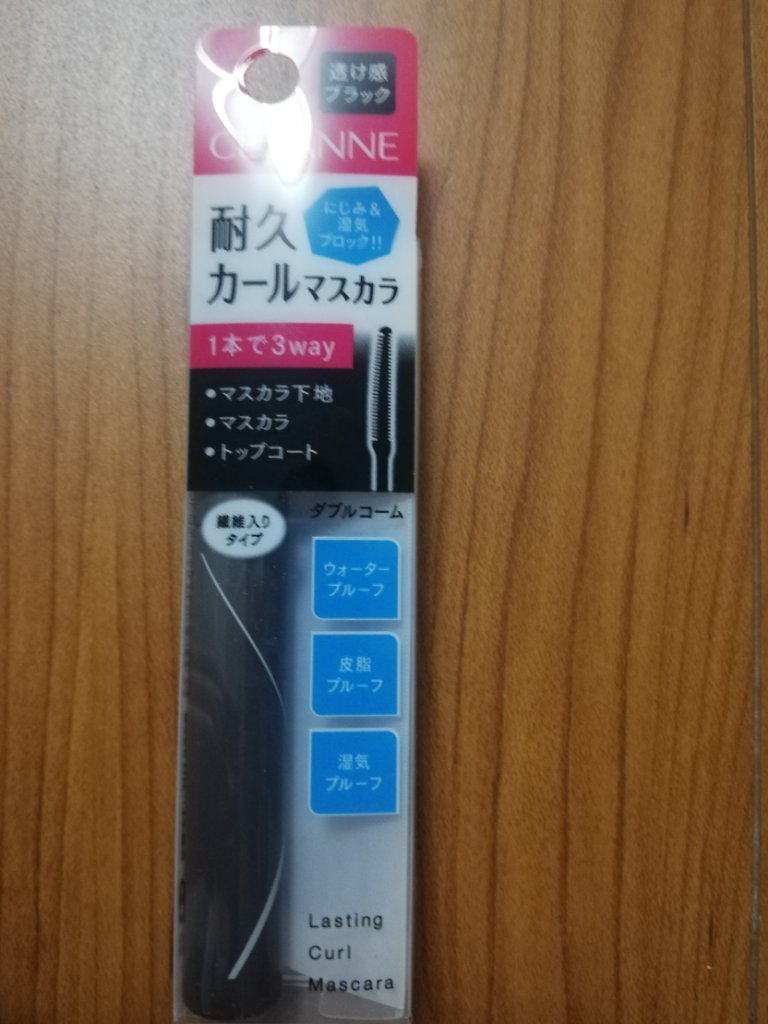 透け感
ブラック
耐久
にじみ&
湿気
ブロック!!
カールマスカラ
1本で3way
•マスカラ下地
•マスカラ
•トップコート
繊維入り
タイプ
ダブルコーム
ウォーター
プルーフ
皮脂
プルーフ
湿気
プルーフ
Lasting
Curl
Mascara